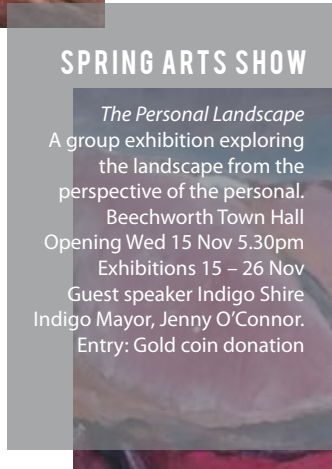 SPRING ARTS SHOW
The Personal Landscape
A group exhibition exploring
the landscape from the
perspective of the personal.
Beechworth Town Hall
Opening Wed 15 Nov 5.30pm
Exhibitions 15 – 26 Nov
Guest speaker Indigo Shire
Indigo Mayor, Jenny O’Connor.
Entry: Gold coin donation